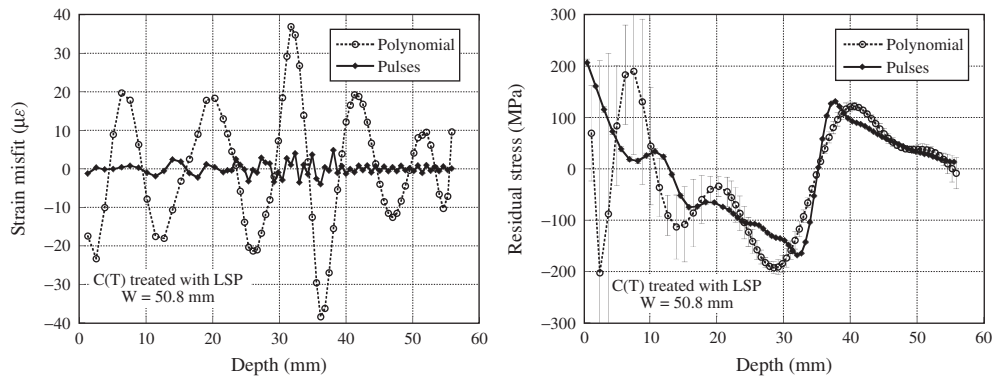 40
30
20
10
0
−10
−20
−30
−40
Strain misfit (με)
Polynomial
Pulses
C(T) treated with LSP
W = 50.8 mm
0 10 20 30 40 50 60
Depth (mm)
300
200
100
0
−100
−200
−300
Residual stress (MPa)
Polynomial
Pulses
C(T) treated with LSP
W = 50.8 mm
0 10 20 30 40 50 60
Depth (mm)